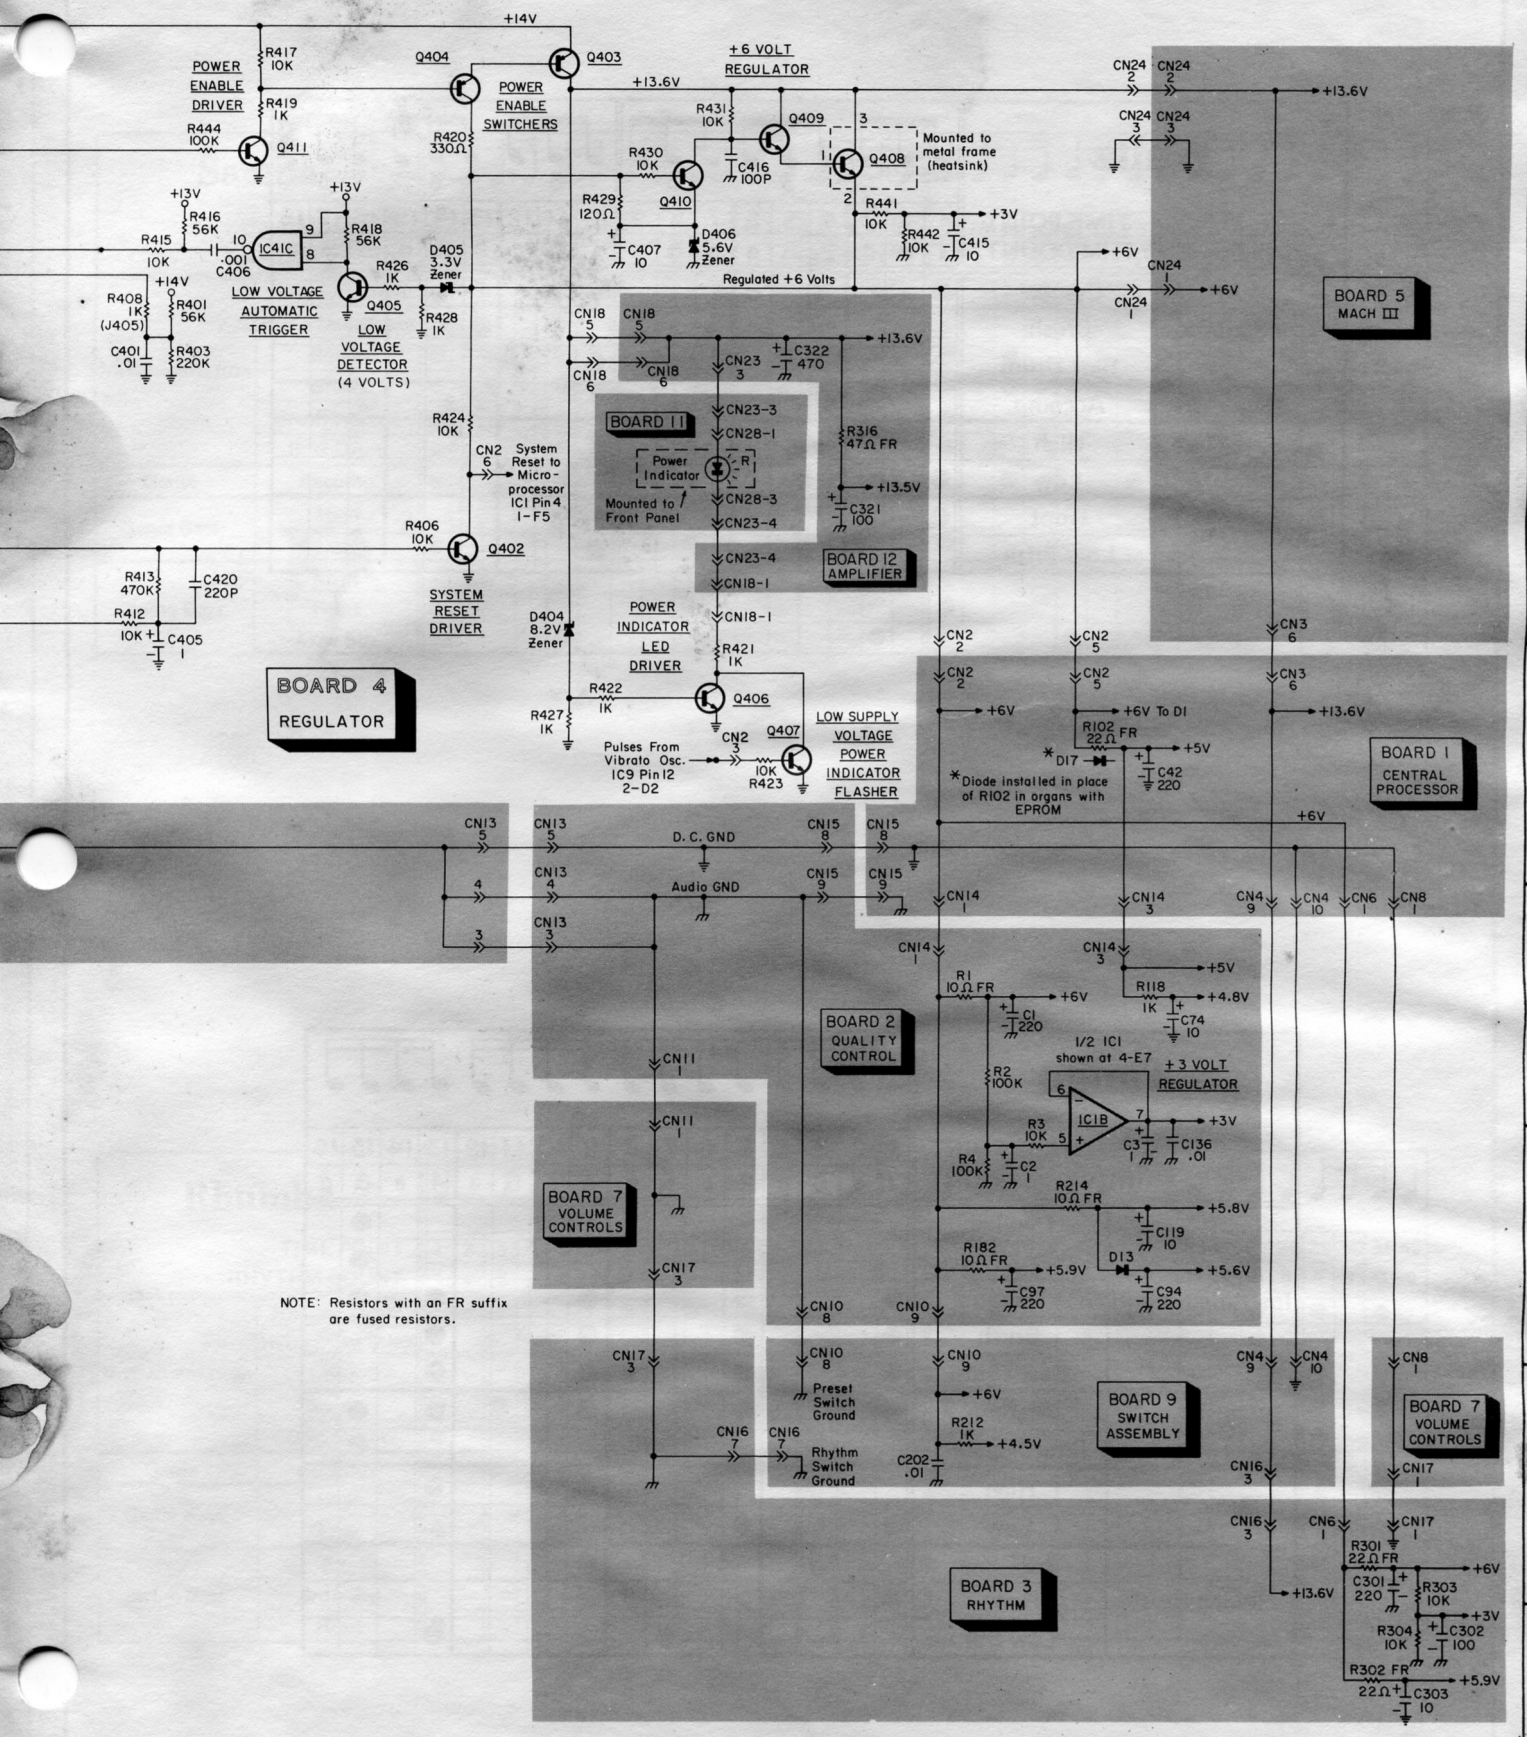 +14V
R417
10K
POWER
ENABLE
DRIVER
R419
1K
R444
100K
Q411
Q404
Q403
POWER
ENABLE
SWITCHERS
R420
330Ω
+6 VOLT
REGULATOR
+13.6V
R431
10K
Q409
3
Mounted to
metal frame
(heatsink)
1
Q408
2
R430
10K
C416
100P
R429
120Ω
Q410
C407
10
D406
5.6V
Zener
R441
10K
+3V
R442
10K
C415
10
CN24
2
CN24
2
+13.6V
CN24
3
CN24
3
+6V
CN24
1
+6V
CN24
1
BOARD 5
MACH III
+13V
R416
56K
R415
10K
.001
C406
10
IC41C
9
8
+13V
R418
56K
LOW VOLTAGE
AUTOMATIC
TRIGGER
Q405
R426
1K
D405
3.3V
Zener
R428
1K
LOW
VOLTAGE
DETECTOR
(4 VOLTS)
Regulated +6 Volts
+14V
R408
1K
(J405)
R401
56K
C401
.01
R403
220K
CN18
5
CN18
5
CN18
6
CN18
6
CN23
3
C322
470
+13.6V
CN23-3
CN28-1
BOARD 11
Power
Indicator
R
Mounted to
Front Panel
CN28-3
CN23-4
R316
47Ω FR
+13.5V
C321
100
CN23-4
CN18-1
BOARD 12
AMPLIFIER
R424
10K
CN2
6
System
Reset to
Micro-
processor
IC1 Pin 4
1-F5
R406
10K
Q402
SYSTEM
RESET
DRIVER
R413
470K
C420
220P
R412
10K
C405
1
D404
8.2V
Zener
POWER
INDICATOR
LED
DRIVER
CN18-1
R421
1K
BOARD 4
REGULATOR
R422
1K
Q406
R427
1K
Pulses From
Vibrato Osc.
IC9 Pin 12
2-D2
CN2
3
10K
R423
Q407
LOW SUPPLY
VOLTAGE
POWER
INDICATOR
FLASHER
CN2
2
CN2
5
CN3
6
CN2
2
CN2
5
CN3
6
+6V
+6V To D1
+13.6V
R102
22Ω FR
+5V
* D17
C42
220
*Diode installed in place
of R102 in organs with
EPROM
BOARD 1
CENTRAL
PROCESSOR
+6V
CN13
5
CN13
5
D.C. GND
CN15
8
CN15
8
4
CN13
4
Audio GND
CN15
9
CN15
9
3
CN13
3
CN14
1
CN14
3
CN4
9
CN4
10
CN6
1
CN8
1
CN14
1
CN14
3
+5V
R1
10Ω FR
+6V
C1
220
R118
1K
+4.8V
C74
10
BOARD 2
QUALITY
CONTROL
1/2 IC1
shown at 4-E7
+3 VOLT
REGULATOR
R2
100K
6
-
IC1B
7
+3V
R3
10K
5
+
C3
1
C136
.01
R4
100K
C2
1
R214
10Ω FR
+5.8V
C119
10
R182
10Ω FR
+5.9V
C97
220
D13
+5.6V
C94
220
CN11
1
CN11
1
BOARD 7
VOLUME
CONTROLS
CN17
3
NOTE: Resistors with an FR suffix
are fused resistors.
CN10
8
CN10
9
CN17
3
CN10
8
CN10
9
CN4
9
CN4
10
CN8
1
Preset
Switch
Ground
+6V
R212
1K
+4.5V
C202
.01
BOARD 9
SWITCH
ASSEMBLY
BOARD 7
VOLUME
CONTROLS
CN16
7
CN16
7
Rhythm
Switch
Ground
CN16
3
CN17
1
CN16
3
CN6
1
CN17
1
R301
22Ω FR
+6V
C301
220
R303
10K
+3V
R304
10K
C302
100
+13.6V
BOARD 3
RHYTHM
R302 FR
22Ω
+5.9V
C303
10